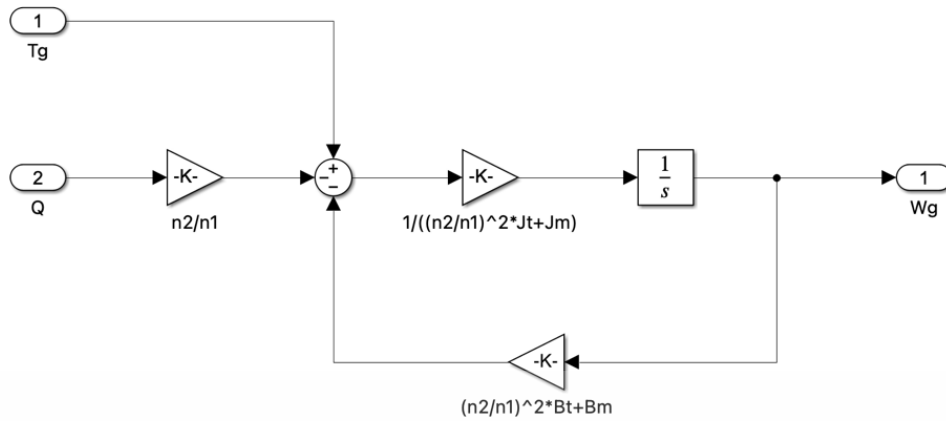 1
Tg
2
Q
-K-
n2/n1
+
−
−
-K-
1/((n2/n1)^2*Jt+Jm)
1
s
1
Wg
-K-
(n2/n1)^2*Bt+Bm